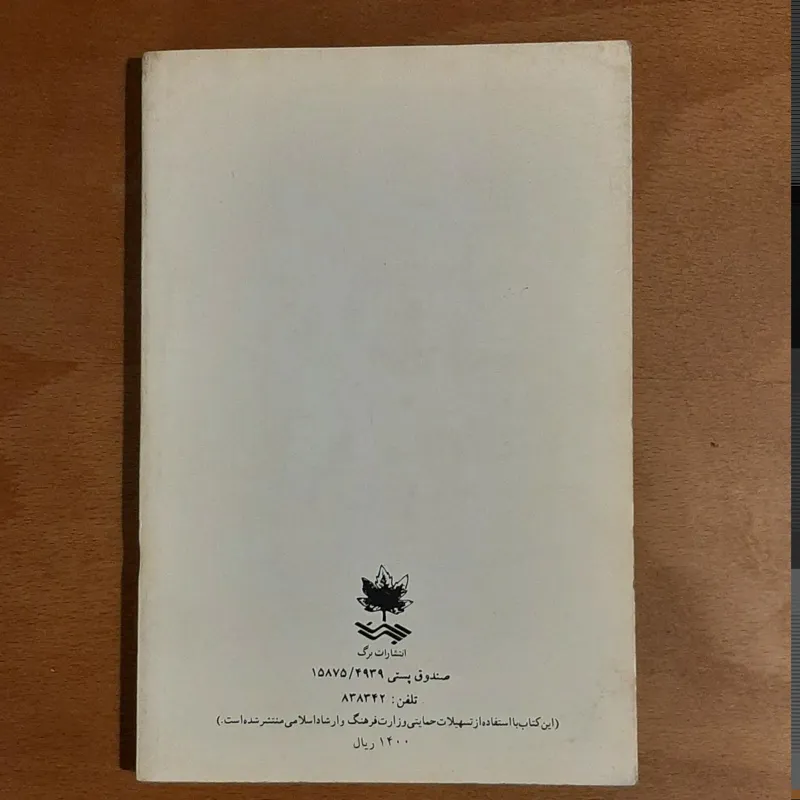 انتشارات برگ
صندوق پستی ۱۵۸۷۵/۴۹۳۹
تلفن: ۸۳۸۳۴۲
(این کتاب با استفاده از تسهیلات حمایتی وزارت فرهنگ و ارشاد اسلامی منتشر شده است.)
۱۴۰۰ ریال